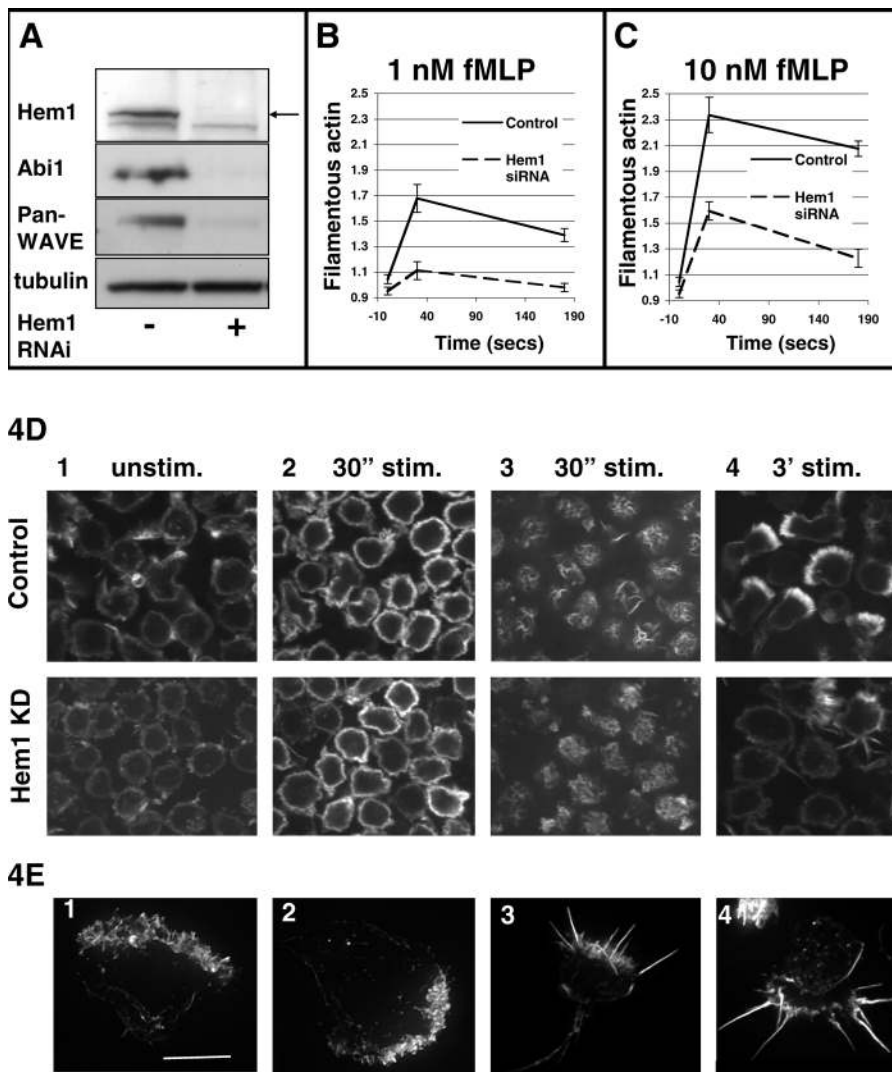 A
Hem1
Abi1
Pan-
WAVE
tubulin
Hem1 - +
RNAi
B
1 nM fMLP
Filamentous actin
2.5
2.3
2.1
1.9
1.7
1.5
1.3
1.1
0.9
Control
Hem1
siRNA
-10 40 90 140 190
Time (secs)
C
10 nM fMLP
Filamentous actin
2.5
2.3
2.1
1.9
1.7
1.5
1.3
1.1
0.9
Control
Hem1
siRNA
-10 40 90 140 190
Time (secs)
4D
1 unstim. 2 30” stim. 3 30” stim. 4 3’ stim.
Control
Hem1 KD
4E
1 2 3 4